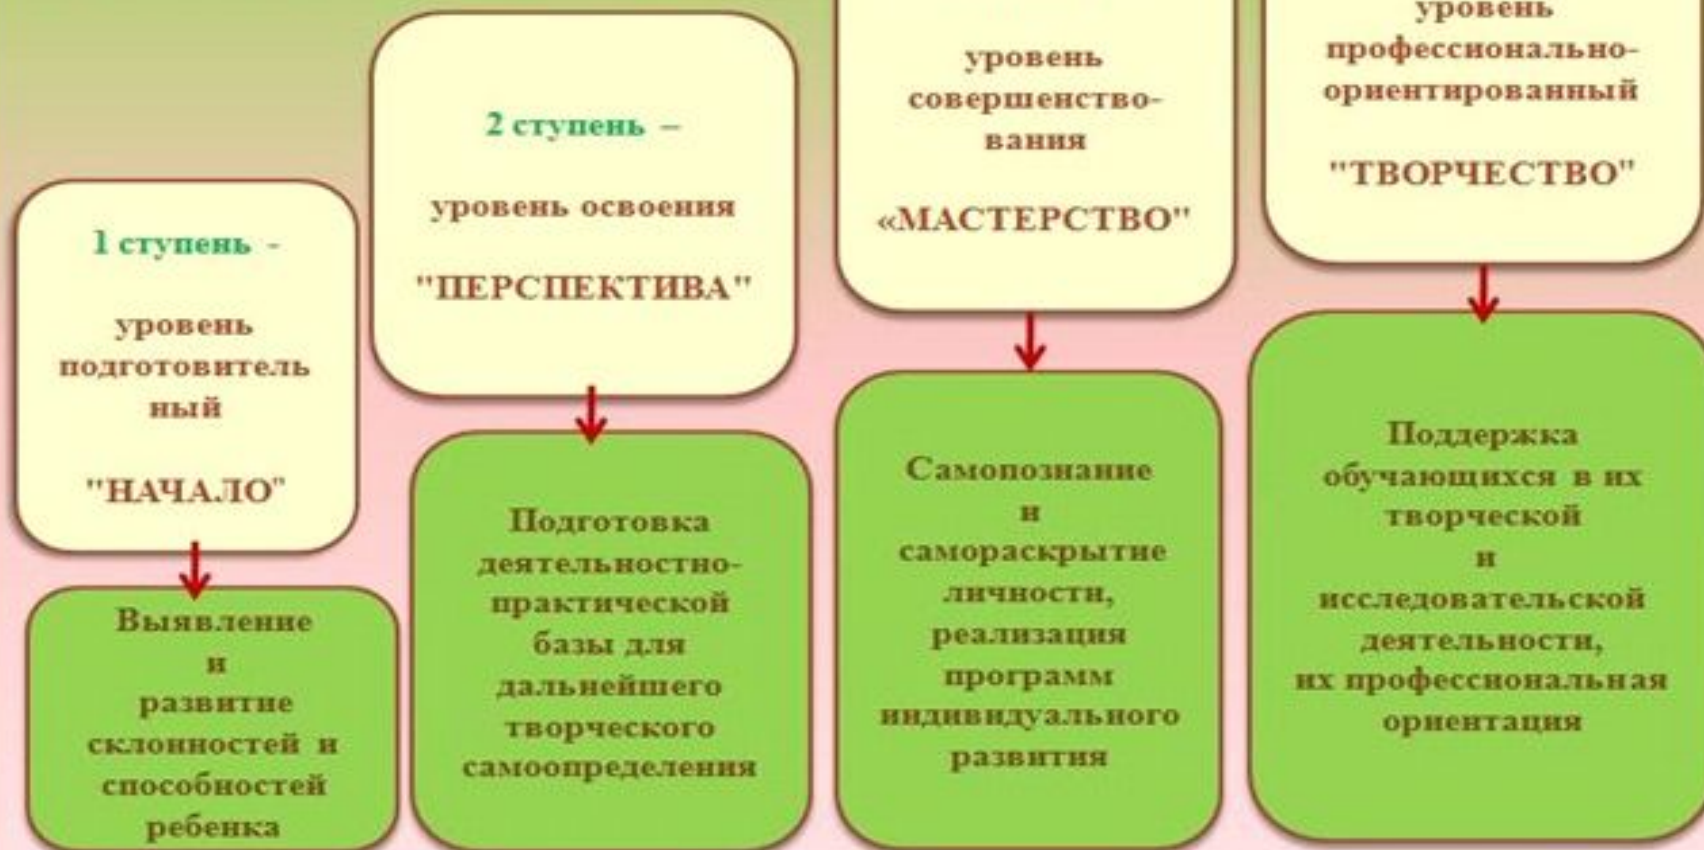 1 ступень -
уровень
подготовитель
ный
"НАЧАЛО"
Выявление
и
развитие
склонностей и
способностей
ребенка
2 ступень –
уровень освоения
"ПЕРСПЕКТИВА"
Подготовка
деятельностно-
практической
базы для
дальнейшего
творческого
самоопределения
уровень
совершенство-
вания
«МАСТЕРСТВО"
Самопознание
и
самораскрытие
личности,
реализация
программ
индивидуального
развития
уровень
профессионально-
ориентированный
"ТВОРЧЕСТВО"
Поддержка
обучающихся в их
творческой
и
исследовательской
деятельности,
их профессиональная
ориентация